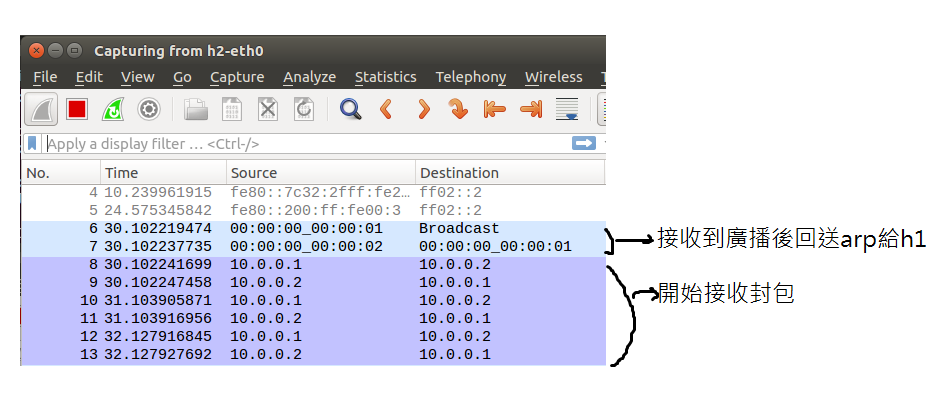 Capturing from h2-eth0
File Edit View Go Capture Analyze Statistics Telephony Wireless T
Apply a display filter ... <Ctrl-/>
No. Time Source Destination
4 10.239961915 fe80::7c32:2fff:fe2... ff02::2
5 24.575345842 fe80::200:ff:fe00:3 ff02::2
6 30.102219474 00:00:00_00:00:01 Broadcast
7 30.102237735 00:00:00_00:00:02 00:00:00_00:00:01
接收到廣播後回送arp給h1
8 30.102241699 10.0.0.1 10.0.0.2
9 30.102247458 10.0.0.2 10.0.0.1
開始接收封包
10 31.103905871 10.0.0.1 10.0.0.2
11 31.103916956 10.0.0.2 10.0.0.1
12 32.127916845 10.0.0.1 10.0.0.2
13 32.127927692 10.0.0.2 10.0.0.1